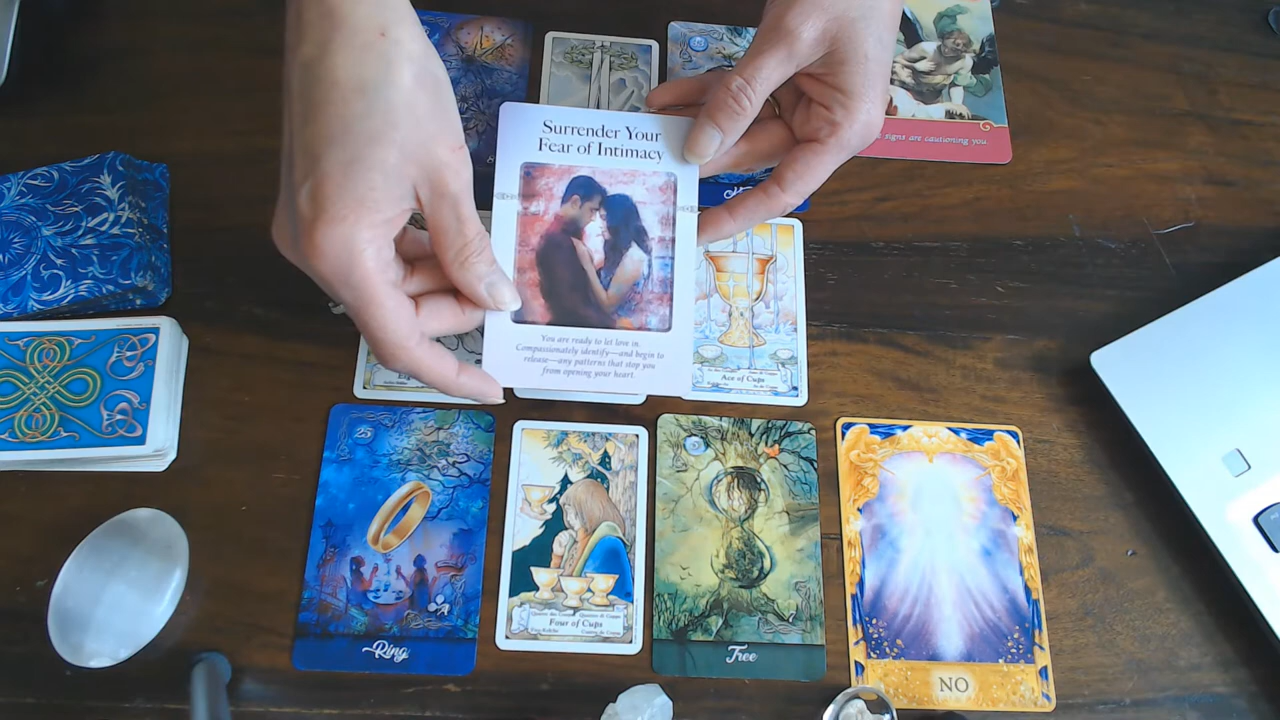 signs are cautioning you.
Surrender Your
Fear of Intimacy
You are ready to let love in.
Compassionately identify—and begin to
release—any patterns that stop you
from opening your heart.
Ace of Cups
25
Ring
Four of Cups
Tree
NO